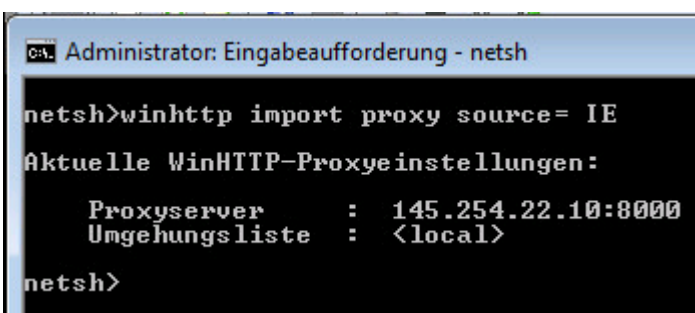 Administrator: Eingabeaufforderung - netsh
netsh>winhttp import proxy source= IE
Aktuelle WinHTTP-Proxyeinstellungen:
Proxyserver : 145.254.22.10:8000
Umgehungsliste : <local>
netsh>